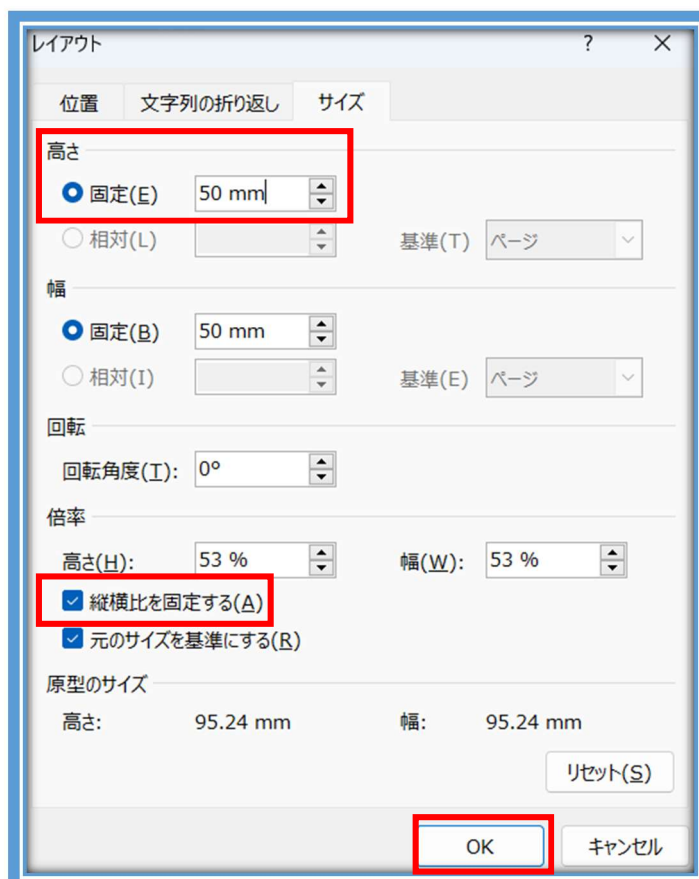 レイアウト ? ×
位置 文字列の折り返し サイズ
高さ
固定(E) 50 mm
相対(L) 基準(T) ページ
幅
固定(B) 50 mm
相対(I) 基準(E) ページ
回転
回転角度(T): 0°
倍率
高さ(H): 53 % 幅(W): 53 %
縦横比を固定する(A)
元のサイズを基準にする(R)
原型のサイズ
高さ: 95.24 mm 幅: 95.24 mm
リセット(S)
OK キャンセル